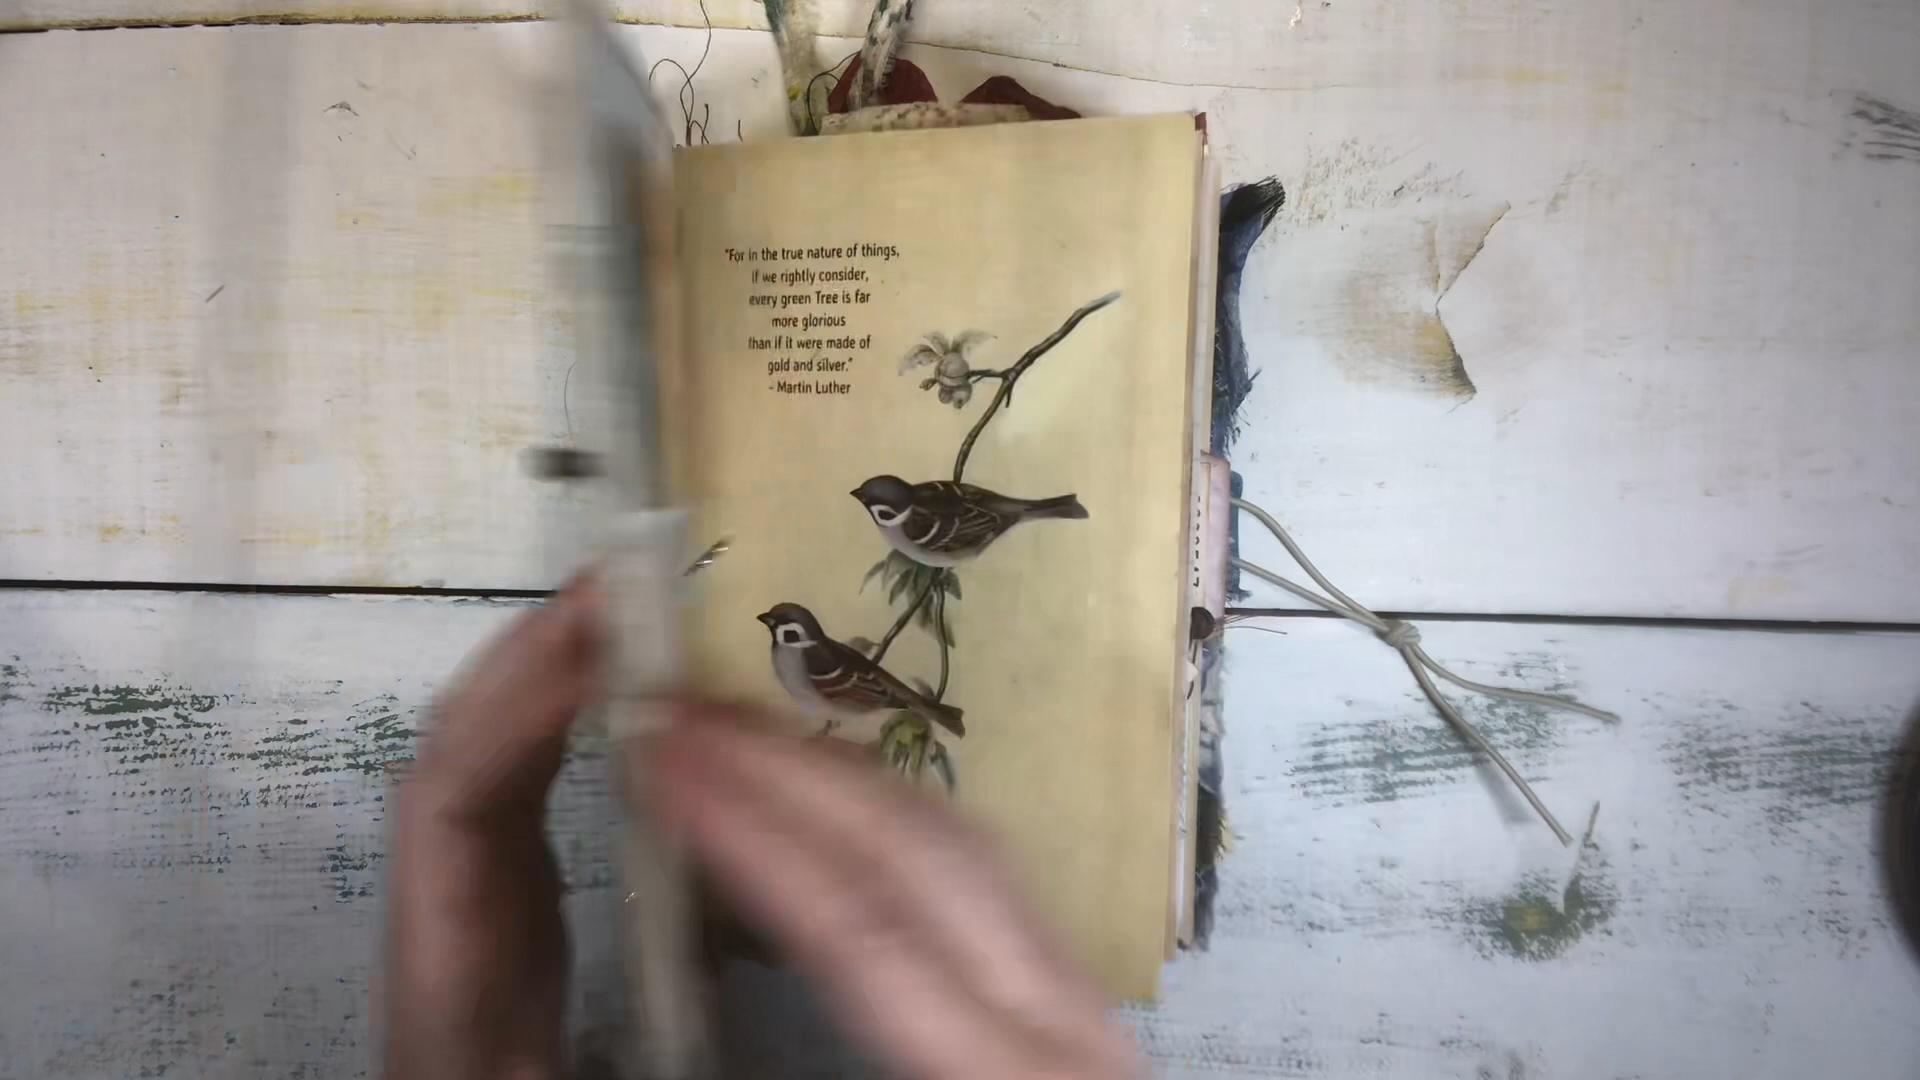 "For in the true nature of things,
if we rightly consider,
every green Tree is far
more glorious
than if it were made of
gold and silver."
- Martin Luther